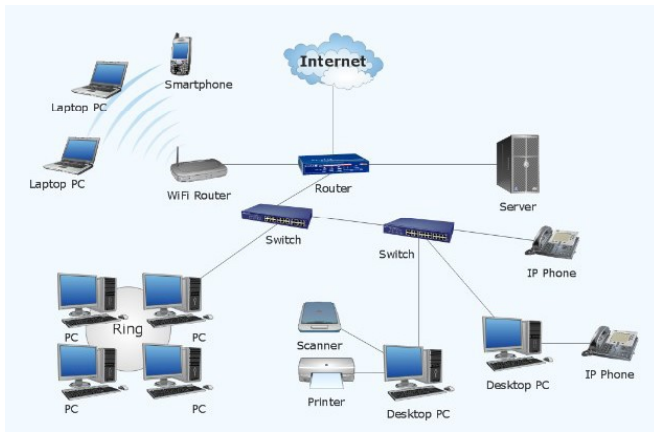 Internet
Smartphone
Laptop PC
Laptop PC
WiFi Router
Router
Server
Switch
Switch
IP Phone
Ring
PC
PC
PC
PC
Scanner
Printer
Desktop PC
Desktop PC
IP Phone